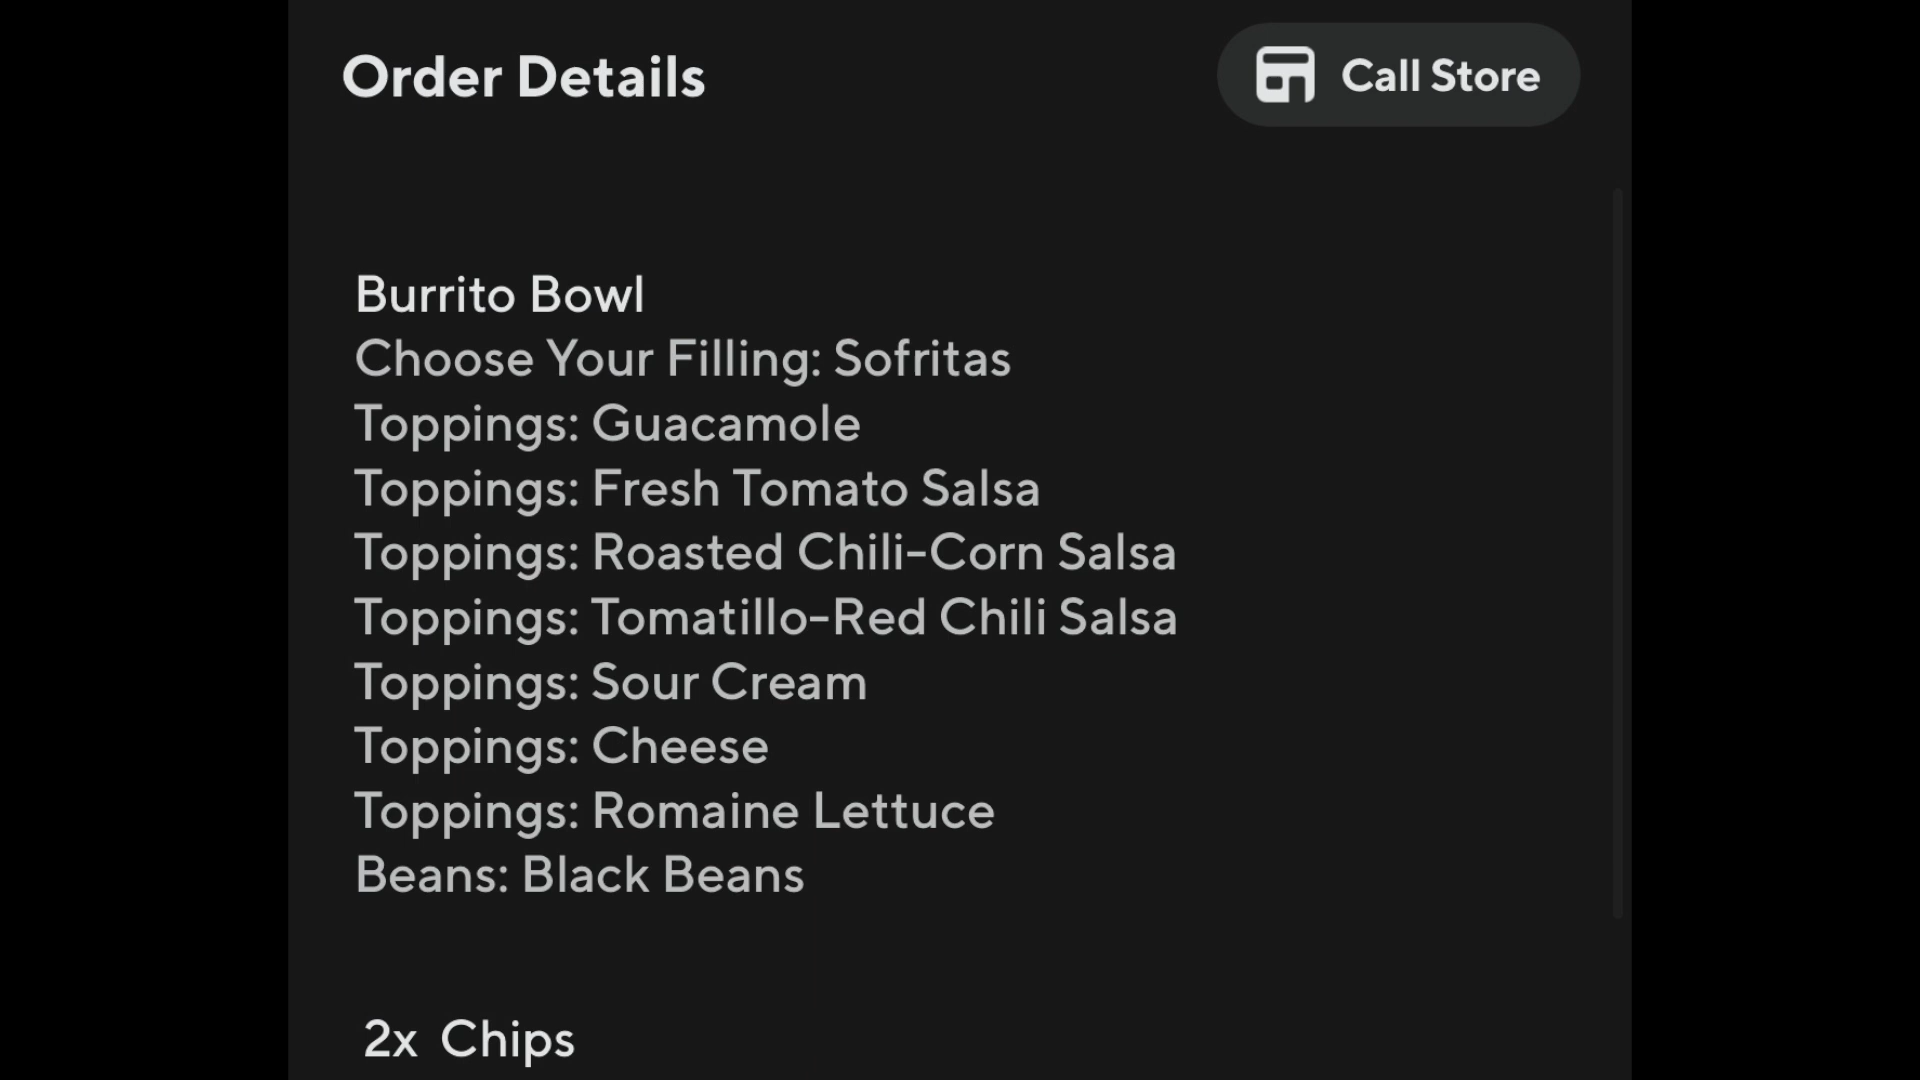 Order Details
Call Store
Burrito Bowl
Choose Your Filling: Sofritas
Toppings: Guacamole
Toppings: Fresh Tomato Salsa
Toppings: Roasted Chili-Corn Salsa
Toppings: Tomatillo-Red Chili Salsa
Toppings: Sour Cream
Toppings: Cheese
Toppings: Romaine Lettuce
Beans: Black Beans
2x Chips